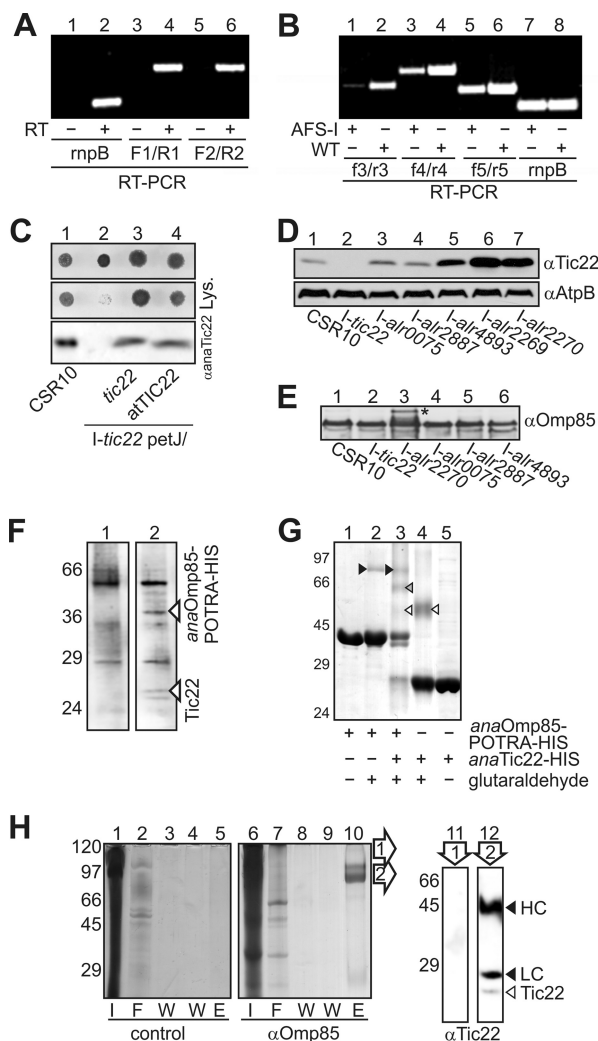 A
1 2 3 4 5 6
RT – + – + – +
rnpB F1/R1 F2/R2
RT-PCR
B
1 2 3 4 5 6 7 8
AFS-I + + + +
WT + + + +
f3/r3 f4/r4 f5/r5 rnpB
RT-PCR
C
1 2 3 4
Lys.
αanaTic22
CSR10 tic22 atTIC22
I-tic22 petJ/
D
1 2 3 4 5 6 7
αTic22
αAtpB
CSR10 I-tic22 I-alr0075 I-alr2887 I-alr4893 I-alr2269 I-alr2270
E
1 2 3 4 5 6
*
αOmp85
CSR10 I-tic22 I-alr2270 I-alr0075 I-alr2887 I-alr4893
F
1 2
66
36
29
24
anaOmp85-
POTRA-HIS
Tic22
G
1 2 3 4 5
97
66
45
29
24
+ + + – – anaOmp85-
POTRA-HIS
– – + + + anaTic22-HIS
– + + + – glutaraldehyde
H
1 2 3 4 5 6 7 8 9 10
120
97
66
45
29
1
2
I F W W E I F W W E
control αOmp85
11 12
1 2
66
45
29
HC
LC
Tic22
αTic22